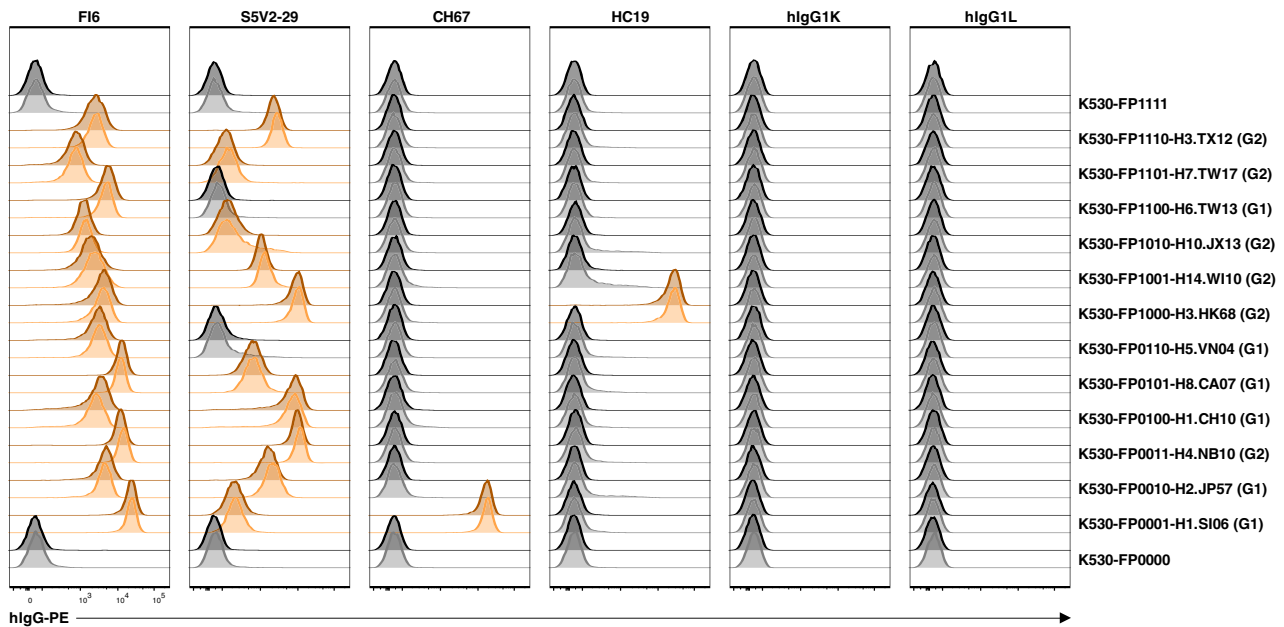 FI6 S5V2-29 CH67 HC19 hIgG1K hIgG1L
K530-FP1111
K530-FP1110-H3.TX12 (G2)
K530-FP1101-H7.TW17 (G2)
K530-FP1100-H6.TW13 (G1)
K530-FP1010-H10.JX13 (G2)
K530-FP1001-H14.WI10 (G2)
K530-FP1000-H3.HK68 (G2)
K530-FP0110-H5.VN04 (G1)
K530-FP0101-H8.CA07 (G1)
K530-FP0100-H1.CH10 (G1)
K530-FP0011-H4.NB10 (G2)
K530-FP0010-H2.JP57 (G1)
K530-FP0001-H1.SI06 (G1)
K530-FP0000
0 10³ 10⁴ 10⁵
hIgG-PE